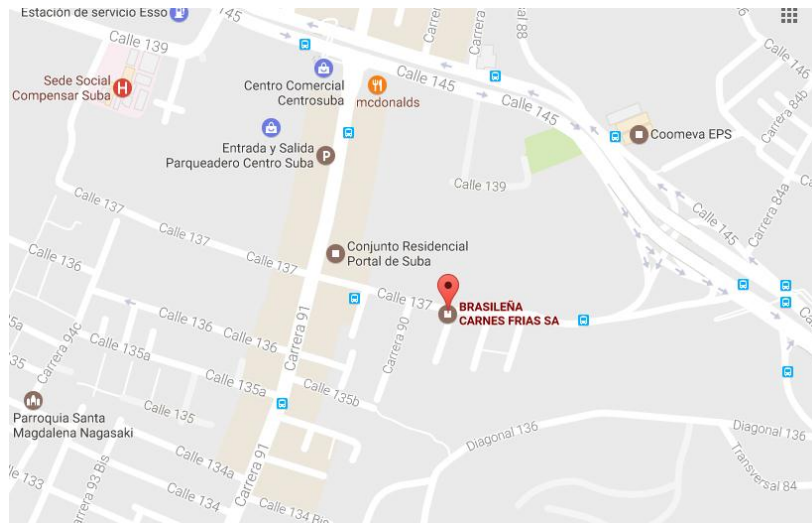 Estación de servicio Esso
145
Calle 139
88
Calle 146
Sede Social
Compensar Suba
Centro Comercial
Centrosuba
mcdonalds
Calle 145
Calle 145
Carrera 84b
Entrada y Salida
Parqueadero Centro Suba
P
Coomeva EPS
Calle 139
Carrera 84a
Calle 137
Calle 145
Calle 137
Conjunto Residencial
Portal de Suba
Calle 136
Calle 137
Calle 137
BRASILEÑA
CARNES FRIAS SA
Carrera 91
Carrera 90
Calle 136
Calle 136
Carrera 94c
Calle 135a
Calle 135a
Calle 135b
Parroquia Santa
Magdalena Nagasaki
Calle 135
Diagonal 136
Diagonal 136
Carrera 91
Calle 134a
Transversal 84
Calle 133
Carrera 93 Bis
Calle 134
Calle 134 Bis